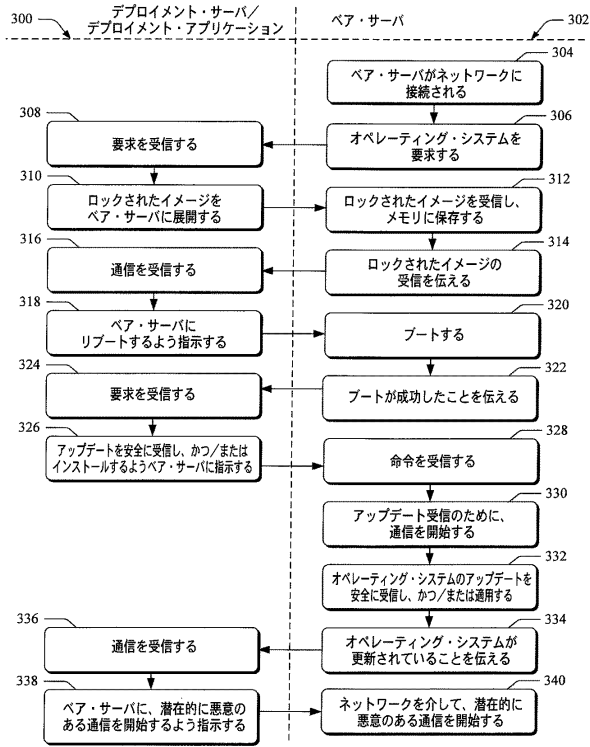 300
デプロイメント・サーバ/
デプロイメント・アプリケーション
ベア・サーバ
302
304
ベア・サーバがネットワークに
接続される
306
オペレーティング・システムを
要求する
308
要求を受信する
310
ロックされたイメージを
ベア・サーバに展開する
312
ロックされたイメージを受信し、
メモリに保存する
314
ロックされたイメージの
受信を伝える
316
通信を受信する
318
ベア・サーバに
リブートするよう指示する
320
ブートする
322
ブートが成功したことを伝える
324
要求を受信する
326
アップデートを安全に受信し、かつ/または
インストールするようベア・サーバに指示する
328
命令を受信する
330
アップデート受信のために、
通信を開始する
332
オペレーティング・システムのアップデートを
安全に受信し、かつ/または適用する
334
オペレーティング・システムが
更新されていることを伝える
336
通信を受信する
338
ベア・サーバに、潜在的に悪意の
ある通信を開始するよう指示する
340
ネットワークを介して、潜在的に
悪意のある通信を開始する